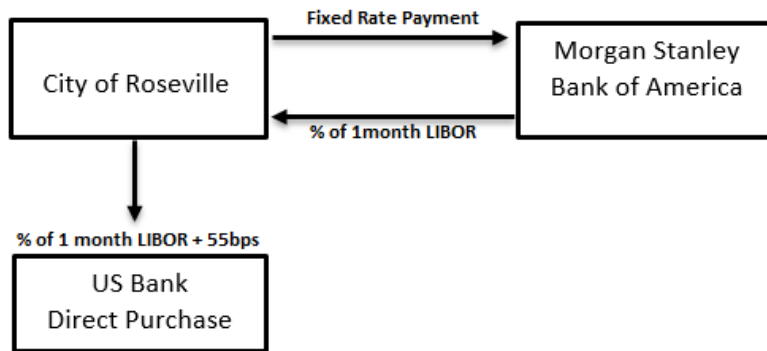 Fixed Rate Payment
City of Roseville
Morgan Stanley
Bank of America
% of 1month LIBOR
% of 1 month LIBOR + 55bps
US Bank
Direct Purchase